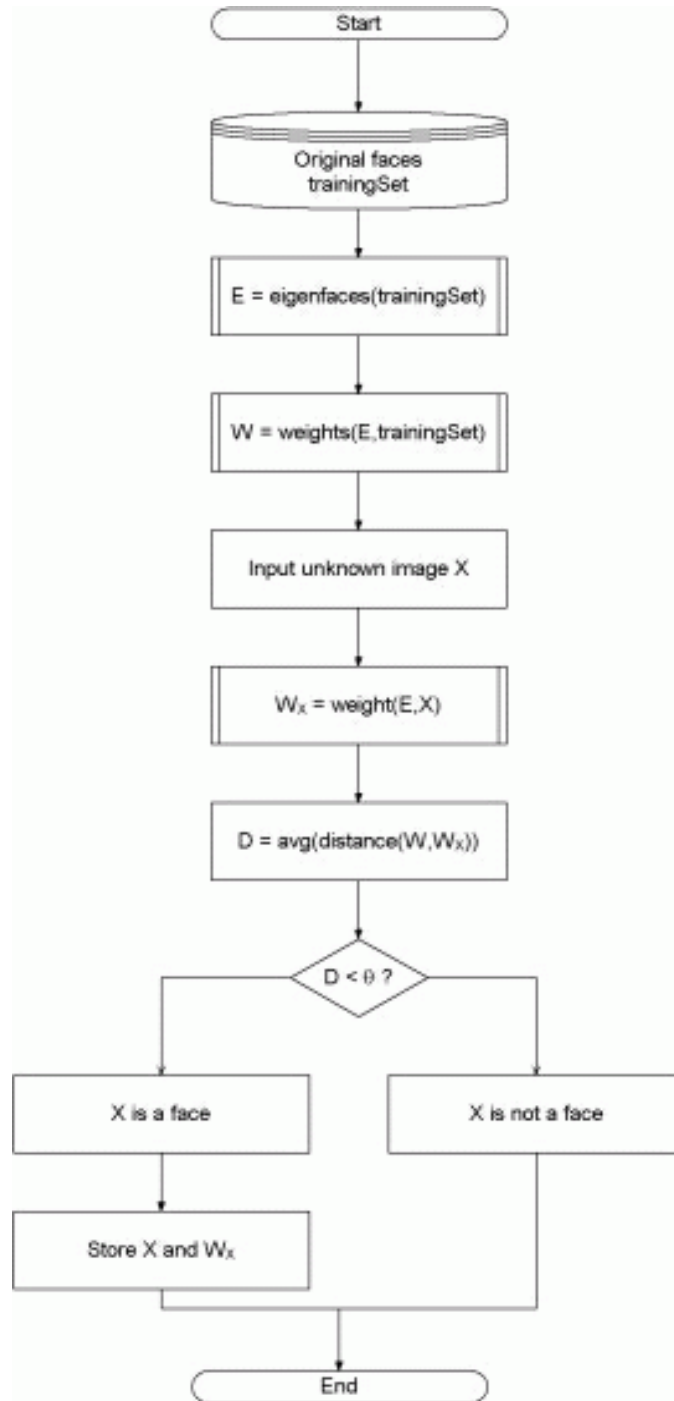 Start
Original faces
trainingSet
E = eigenfaces(trainingSet)
W = weights(E,trainingSet)
Input unknown image X
Wₓ = weight(E,X)
D = avg(distance(W,Wₓ))
D < θ ?
X is a face
X is not a face
Store X and Wₓ
End